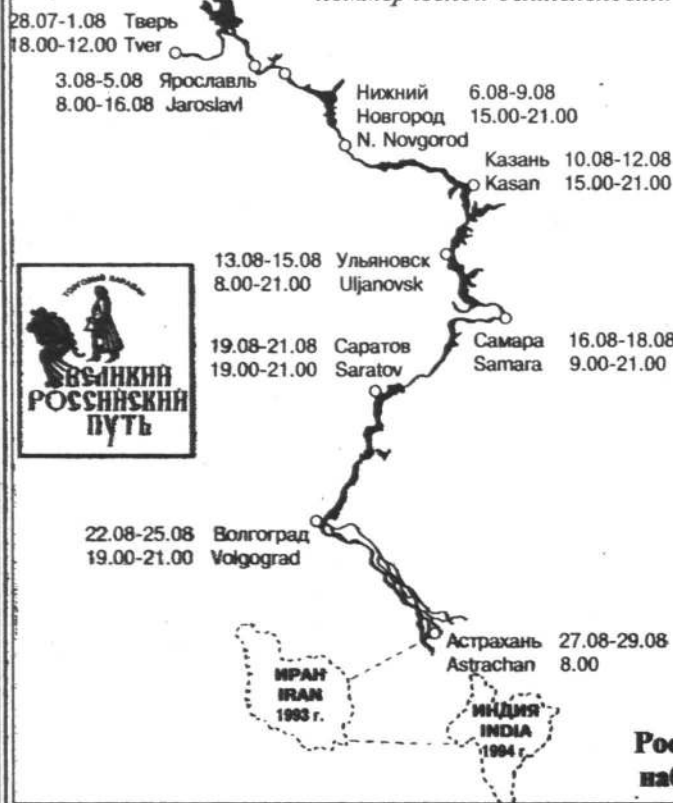 28.07-1.08 Тверь
18.00-12.00 Tver
3.08-5.08 Ярославль
8.00-16.08 Jaroslavl
Нижний 6.08-9.08
Новгород 15.00-21.00
N. Novgorod
Казань 10.08-12.08
Kasan 15.00-21.00
13.08-15.08 Ульяновск
8.00-21.00 Uljanovsk
Самара 16.08-18.08
Samara 9.00-21.00
19.08-21.08 Саратов
19.00-21.00 Saratov
ТОРГОВЫЙ КАРАВАН
ВЕЛИКИЙ
РОССИЙСКИЙ
ПУТЬ
22.08-25.08 Волгоград
19.00-21.00 Volgograd
Астрахань 27.08-29.08
Astrachan 8.00
ИРАН
IRAN
1993 г.
ИНДИЯ
INDIA
1994 г.